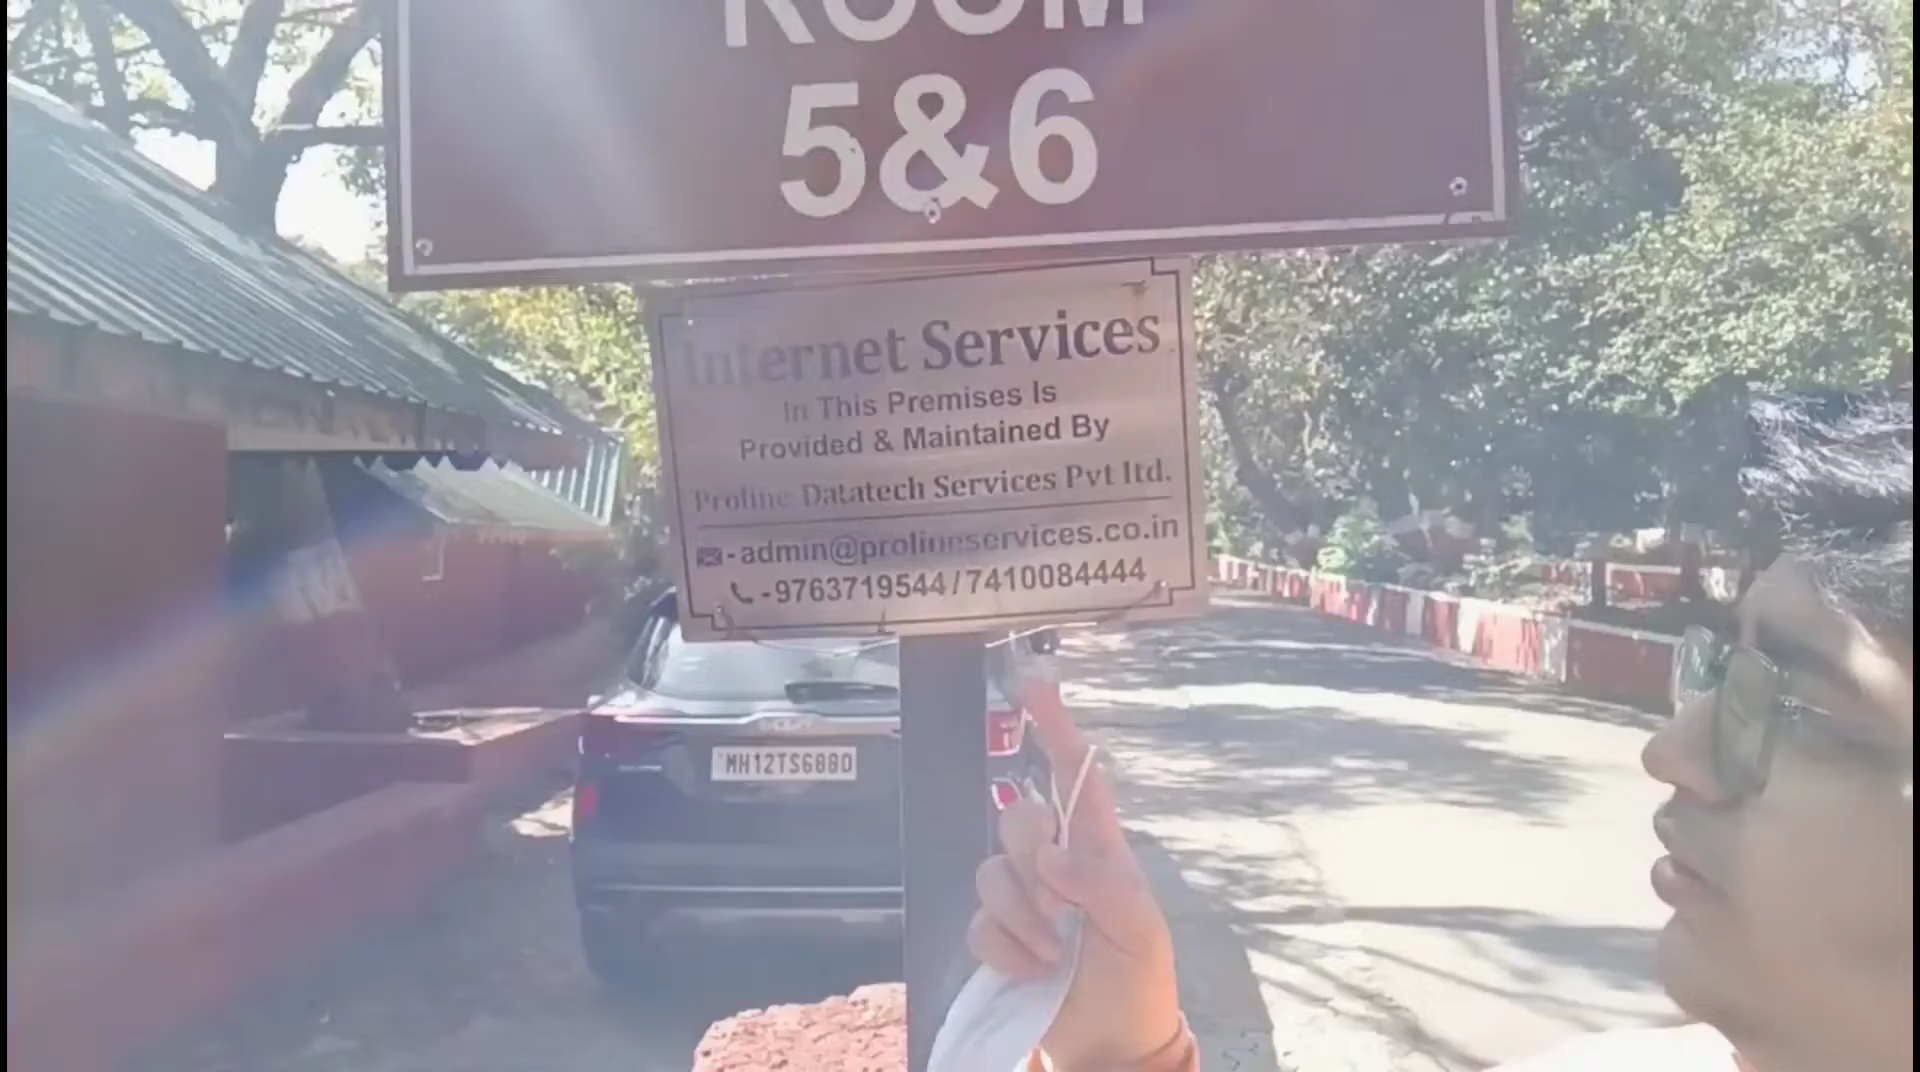 ROOM
5&6
Internet Services
In This Premises Is
Provided & Maintained By
Proline Datatech Services Pvt ltd.
-admin@prolineservices.co.in
-9763719544/7410084444
MH12TS6880